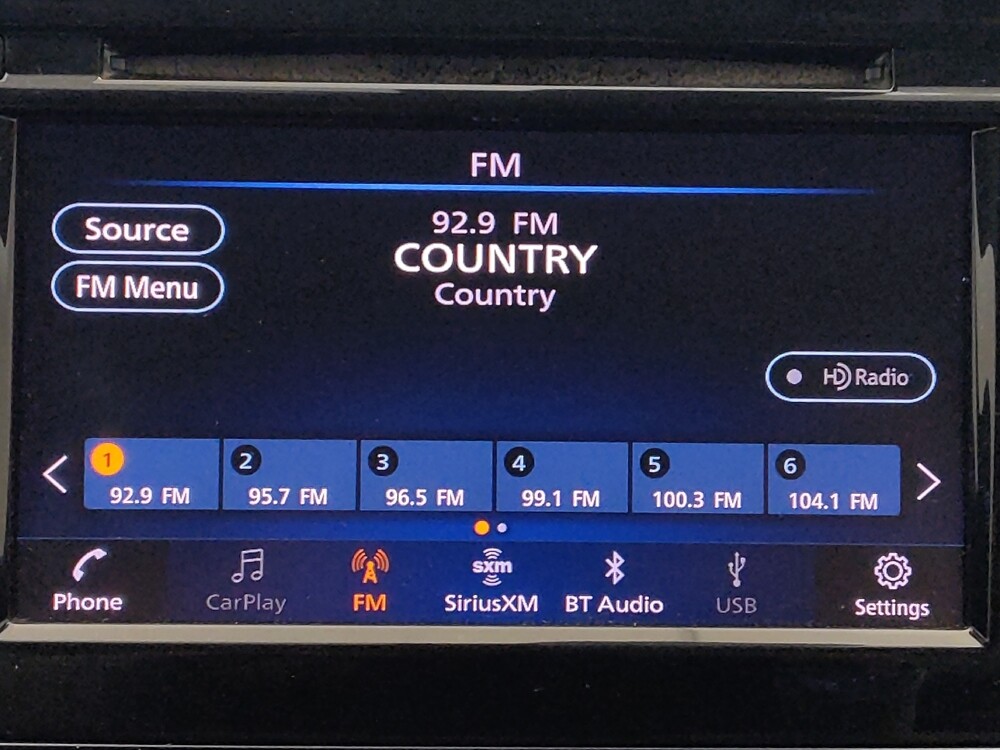 FM
Source
FM Menu
92.9 FM
COUNTRY
Country
HD Radio
1
92.9 FM
2
95.7 FM
3
96.5 FM
4
99.1 FM
5
100.3 FM
6
104.1 FM
Phone
CarPlay
FM
sxm
SiriusXM
BT Audio
USB
Settings